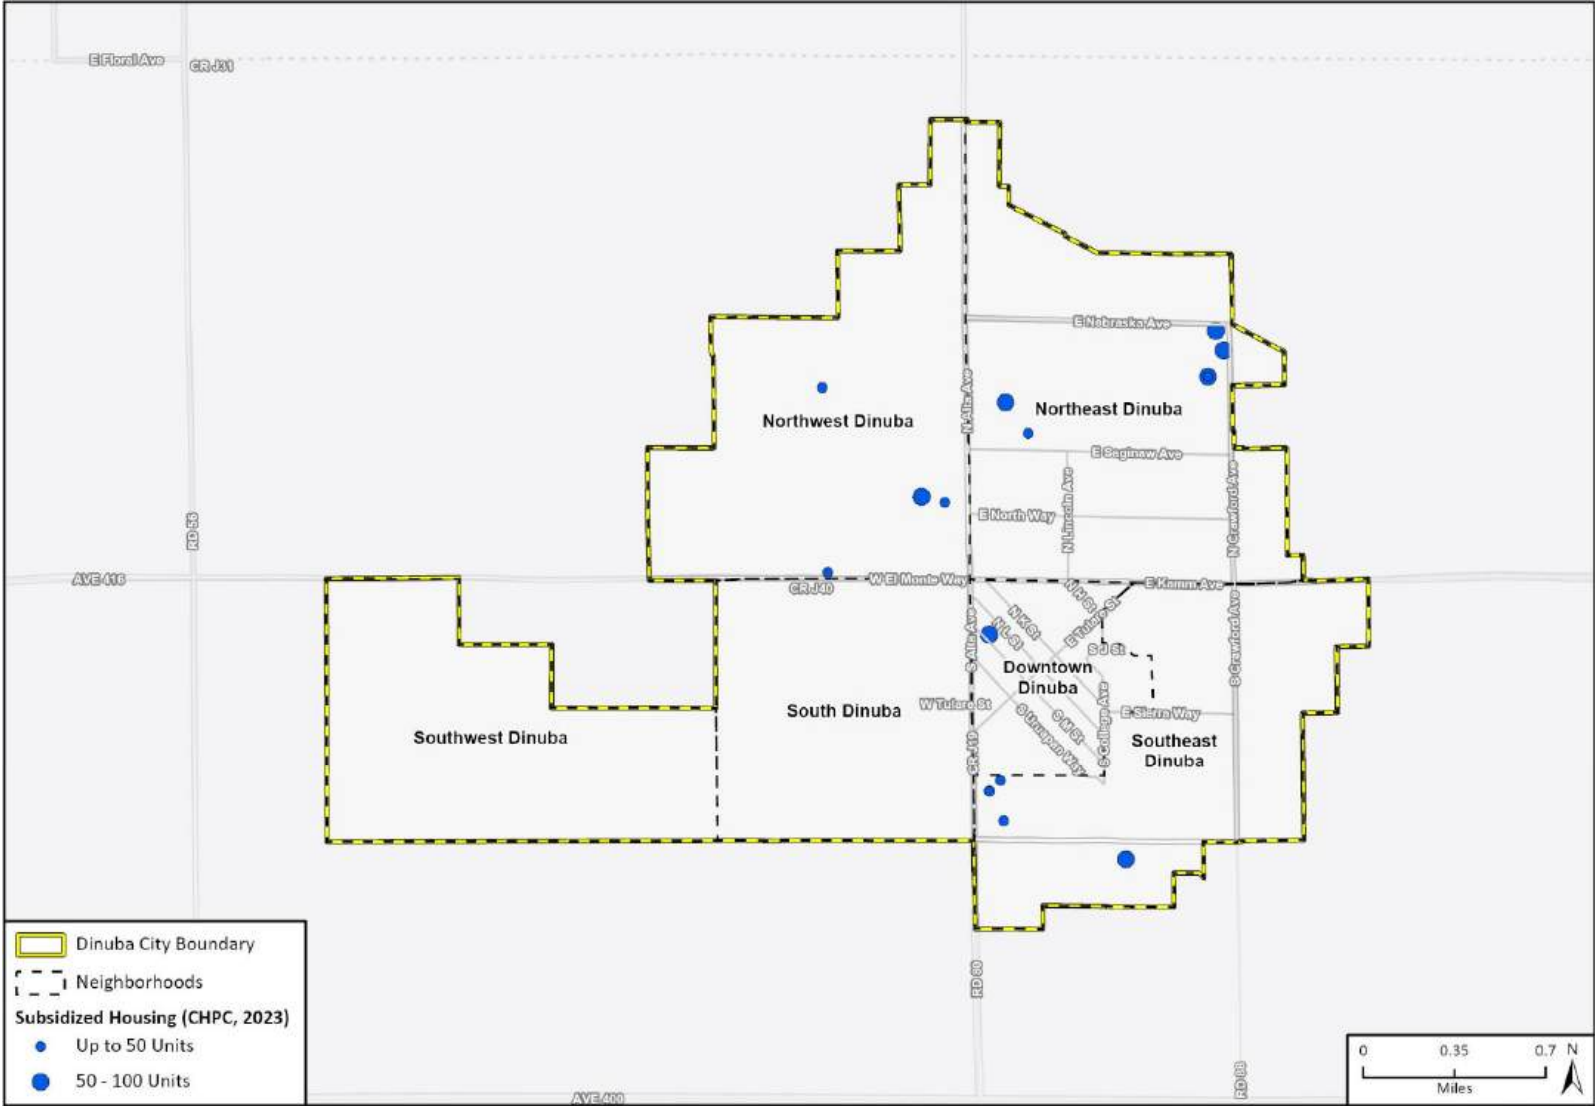 E Floral Ave
CR J31
E Nebraska Ave
N Alta Ave
Northwest Dinuba
Northeast Dinuba
E Saginaw Ave
N Lincoln Ave
N Crawford Ave
E North Way
RD 56
AVE 416
W El Monte Way
CR J40
E Kamm Ave
N H St
N K St
N L St
E Tulare St
S Alta Ave
S J St
S Crawford Ave
Downtown
Dinuba
W Tulare St
South Dinuba
S College Ave
E Sierra Way
S M St
S Uruapan Way
Southwest Dinuba
CR J19
Southeast
Dinuba
RD 80
RD 88
AVE 400
Dinuba City Boundary
Neighborhoods
Subsidized Housing (CHPC, 2023)
Up to 50 Units
50 - 100 Units
0 0.35 0.7 N
Miles